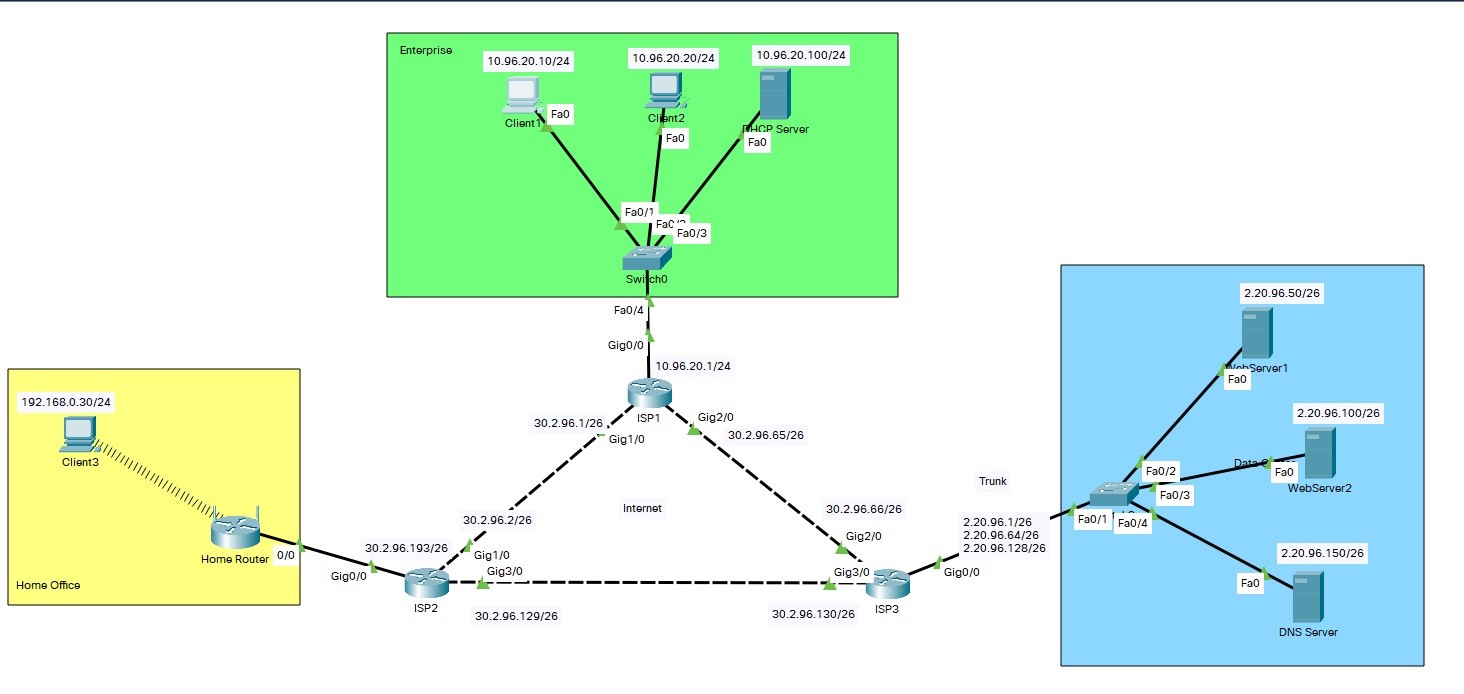 Enterprise
10.96.20.10/24
10.96.20.20/24
10.96.20.100/24
Client1
Fa0
Client2
Fa0
DHCP Server
Fa0
Fa0/1
Fa0/3
Switch0
Fa0/4
Gig0/0
10.96.20.1/24
ISP1
30.2.96.1/26
Gig1/0
Gig2/0
30.2.96.65/26
192.168.0.30/24
Client3
Home Router
0/0
Home Office
30.2.96.193/26
Gig0/0
30.2.96.2/26
Gig1/0
Gig3/0
ISP2
30.2.96.129/26
Internet
30.2.96.66/26
Gig2/0
Gig3/0
ISP3
30.2.96.130/26
Gig0/0
Trunk
2.20.96.1/26
2.20.96.64/26
2.20.96.128/26
2.20.96.50/26
WebServer1
Fa0
2.20.96.100/26
Data
Fa0
WebServer2
Fa0/2
Fa0/3
Fa0/1
Fa0/4
2.20.96.150/26
Fa0
DNS Server